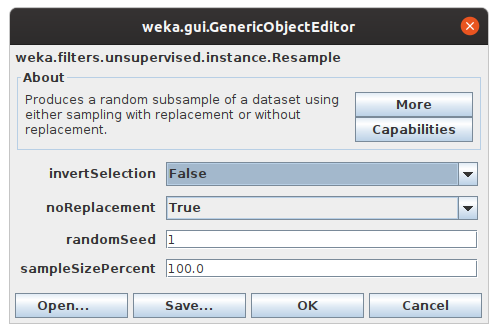 weka.gui.GenericObjectEditor
weka.filters.unsupervised.instance.Resample
About
Produces a random subsample of a dataset using
either sampling with replacement or without
replacement.
More
Capabilities
invertSelection False
noReplacement True
randomSeed 1
sampleSizePercent 100.0
Open... Save... OK Cancel